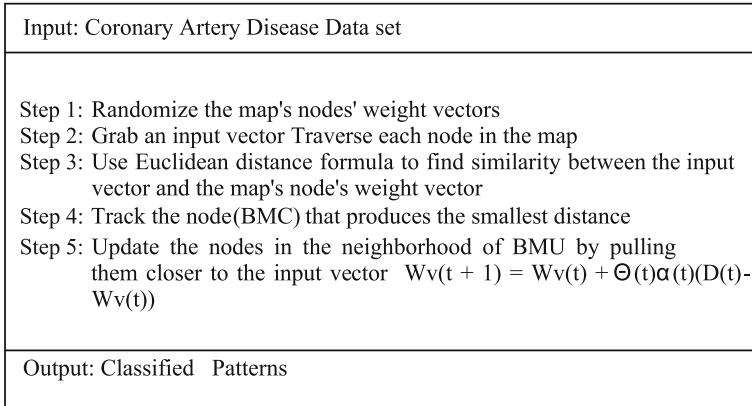 Input: Coronary Artery Disease Data set
Step 1: Randomize the map's nodes' weight vectors
Step 2: Grab an input vector Traverse each node in the map
Step 3: Use Euclidean distance formula to find similarity between the input
vector and the map's node's weight vector
Step 4: Track the node(BMC) that produces the smallest distance
Step 5: Update the nodes in the neighborhood of BMU by pulling
them closer to the input vector Wv(t + 1) = Wv(t) + Θ(t)α(t)(D(t)-
Wv(t))
Output: Classified Patterns